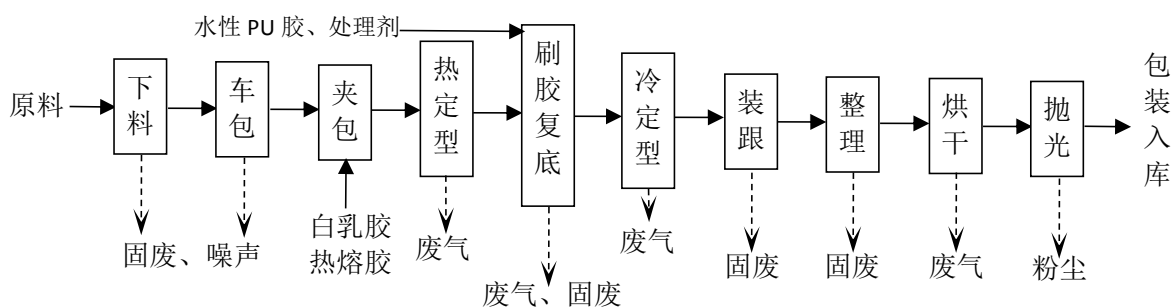 水性 PU 胶、处理剂
原料
下料
车包
夹包
热定型
刷胶复底
冷定型
装跟
整理
烘干
抛光
包装入库
固废、噪声
白乳胶
热熔胶
废气
废气、固废
废气
固废
固废
废气
粉尘